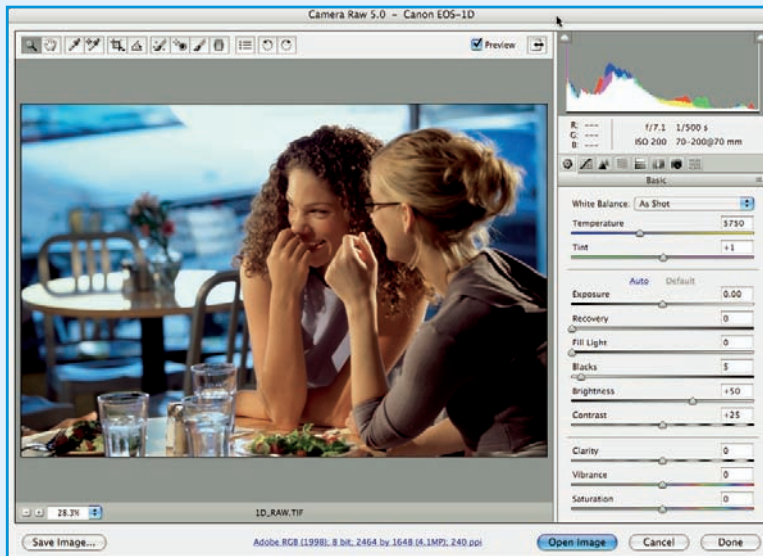 Camera Raw 5.0 – Canon EOS-1D
Preview
R: ---
G: ---
B: ---
f/7.1 1/500 s
ISO 200 70-200@70 mm
Basic
White Balance: As Shot
Temperature 5750
Tint +1
Auto Default
Exposure 0.00
Recovery 0
Fill Light 0
Blacks 5
Brightness +50
Contrast +25
Clarity 0
Vibrance 0
Saturation 0
28.3% 1D_RAW.TIF
Save Image... Adobe RGB (1998); 8 bit; 2464 by 1648 (4.1MP); 240 ppi Open Image Cancel Done